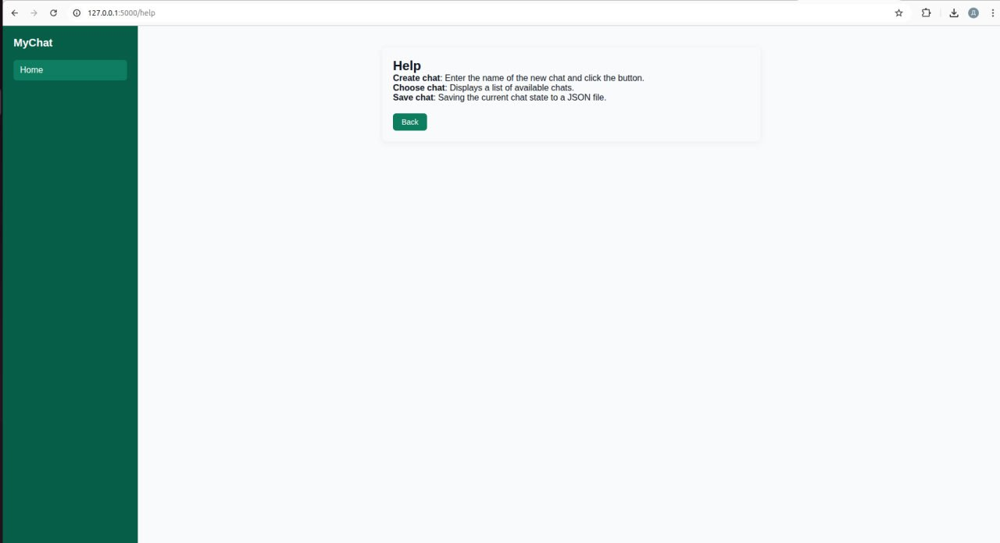 127.0.0.1:5000/help
Д
MyChat
Home
Help
Create chat: Enter the name of the new chat and click the button.
Choose chat: Displays a list of available chats.
Save chat: Saving the current chat state to a JSON file.
Back